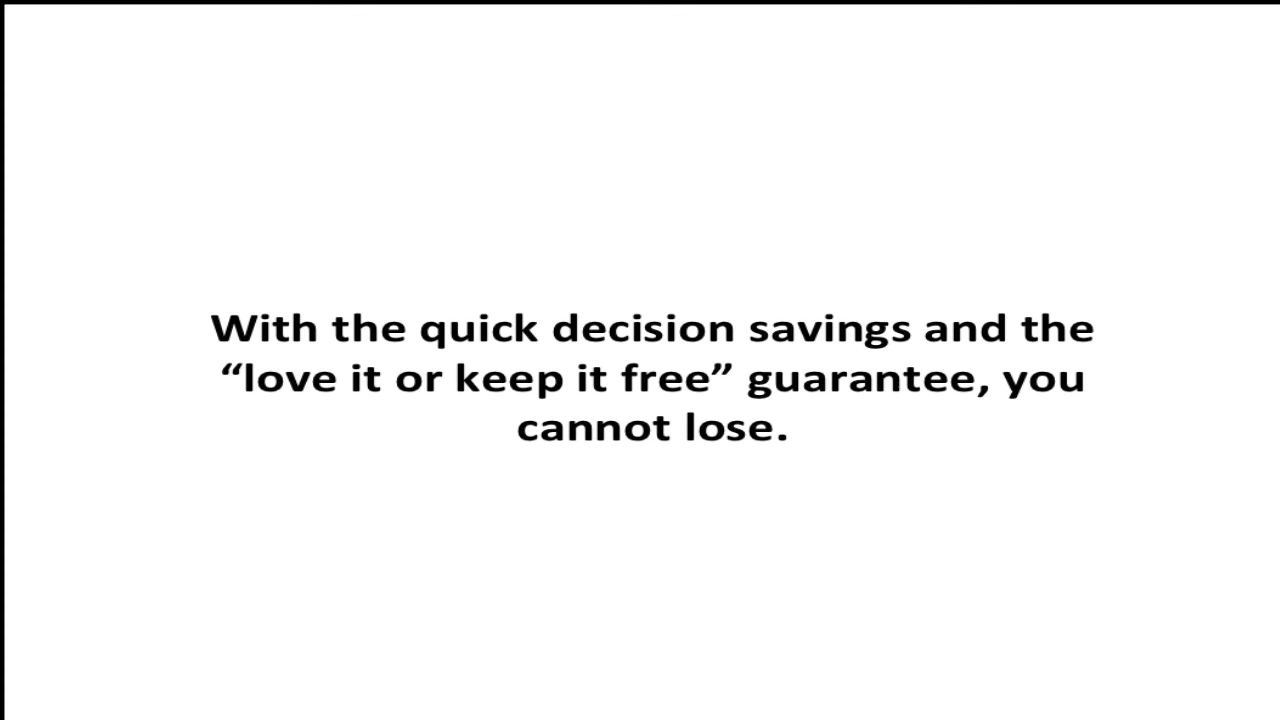 With the quick decision savings and the
“love it or keep it free” guarantee, you
cannot lose.